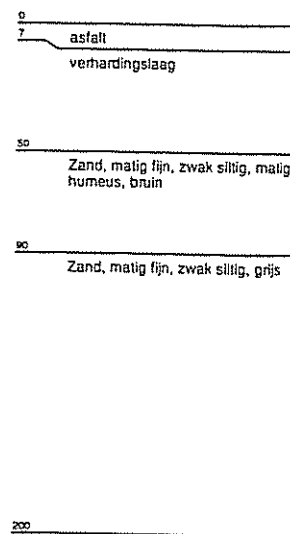 0
7
asfalt
verhardingslaag
50
Zand, matig fijn, zwak siltig, matig
humeus, bruin
90
Zand, matig fijn, zwak siltig, grijs
200